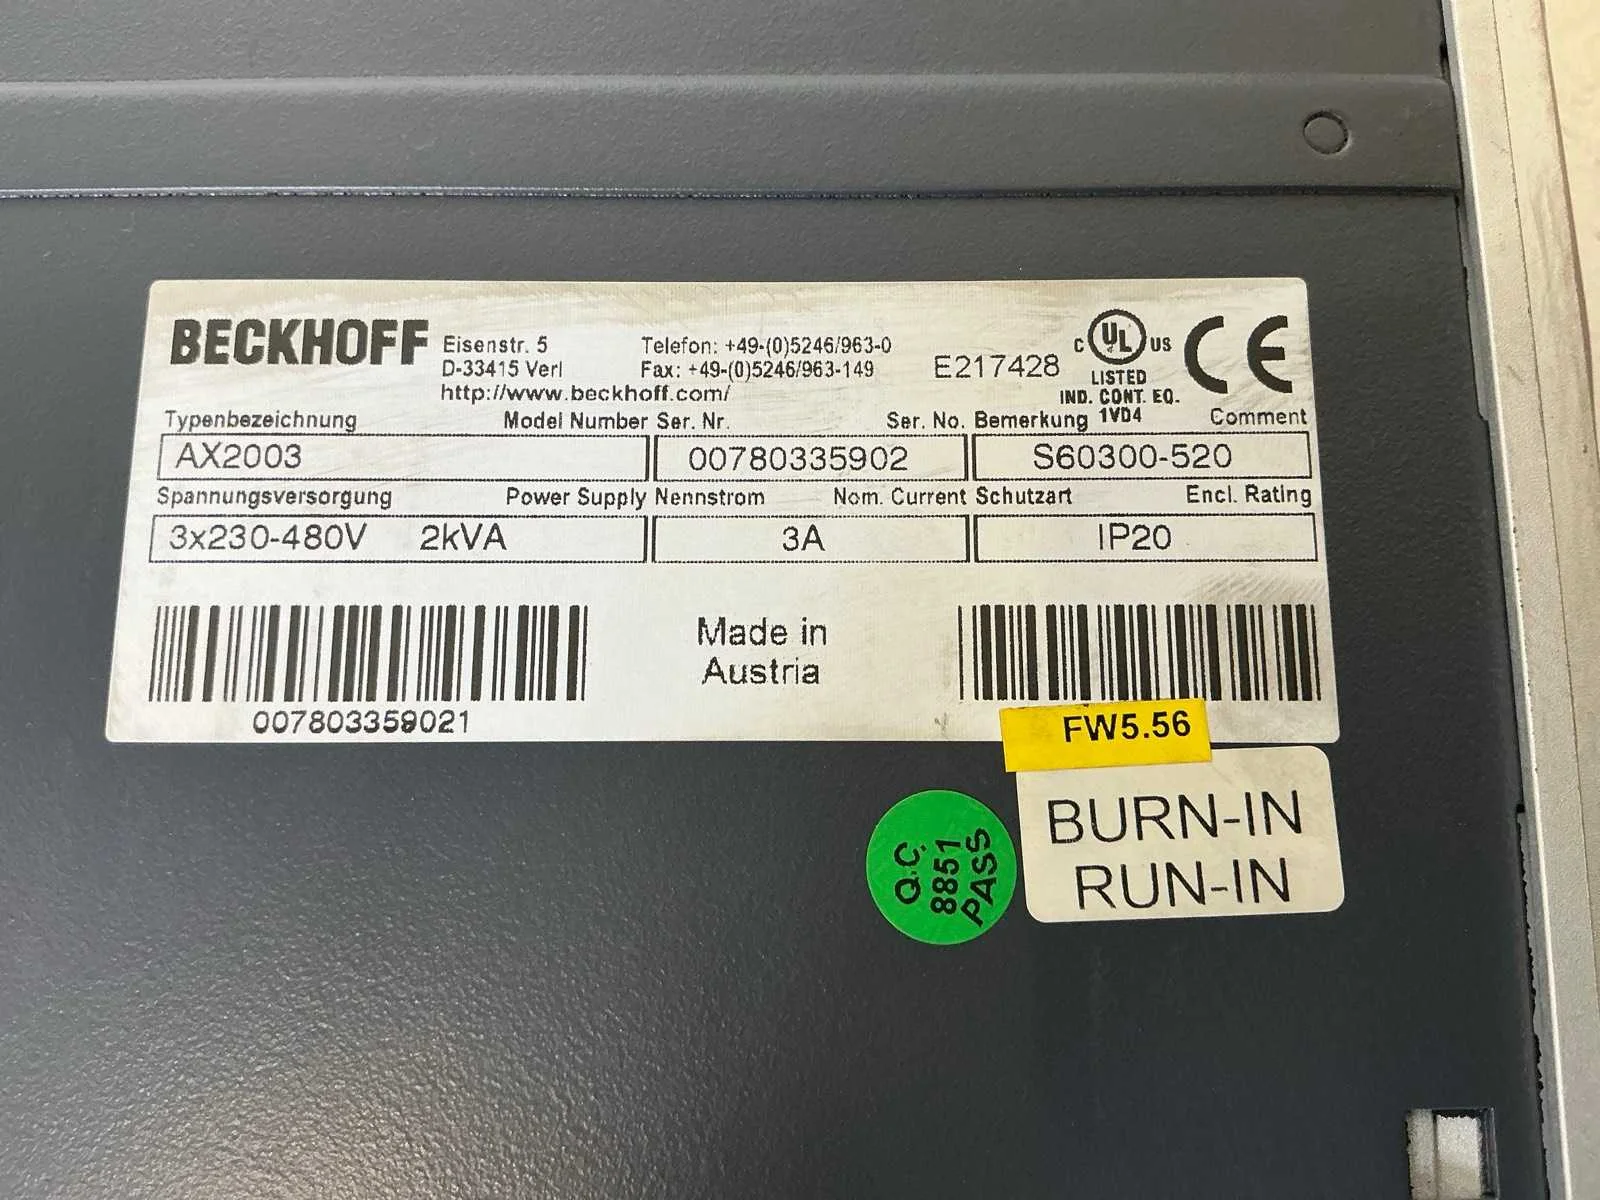 BECKHOFF
Eisenstr. 5 Telefon: +49-(0)5246/963-0
D-33415 Verl Fax: +49-(0)5246/963-149
http://www.beckhoff.com/
E217428
C UL US
LISTED
IND. CONT. EQ.
1VD4
CE
Typenbezeichnung Model Number Ser. Nr. Ser. No. Bemerkung Comment
AX2003 00780335902 S60300-520
Spannungsversorgung Power Supply Nennstrom Nom. Current Schutzart Encl. Rating
3x230-480V 2kVA 3A IP20
Made in
Austria
007803359021
FW5.56
BURN-IN
RUN-IN
Q.C.
8851
PASS